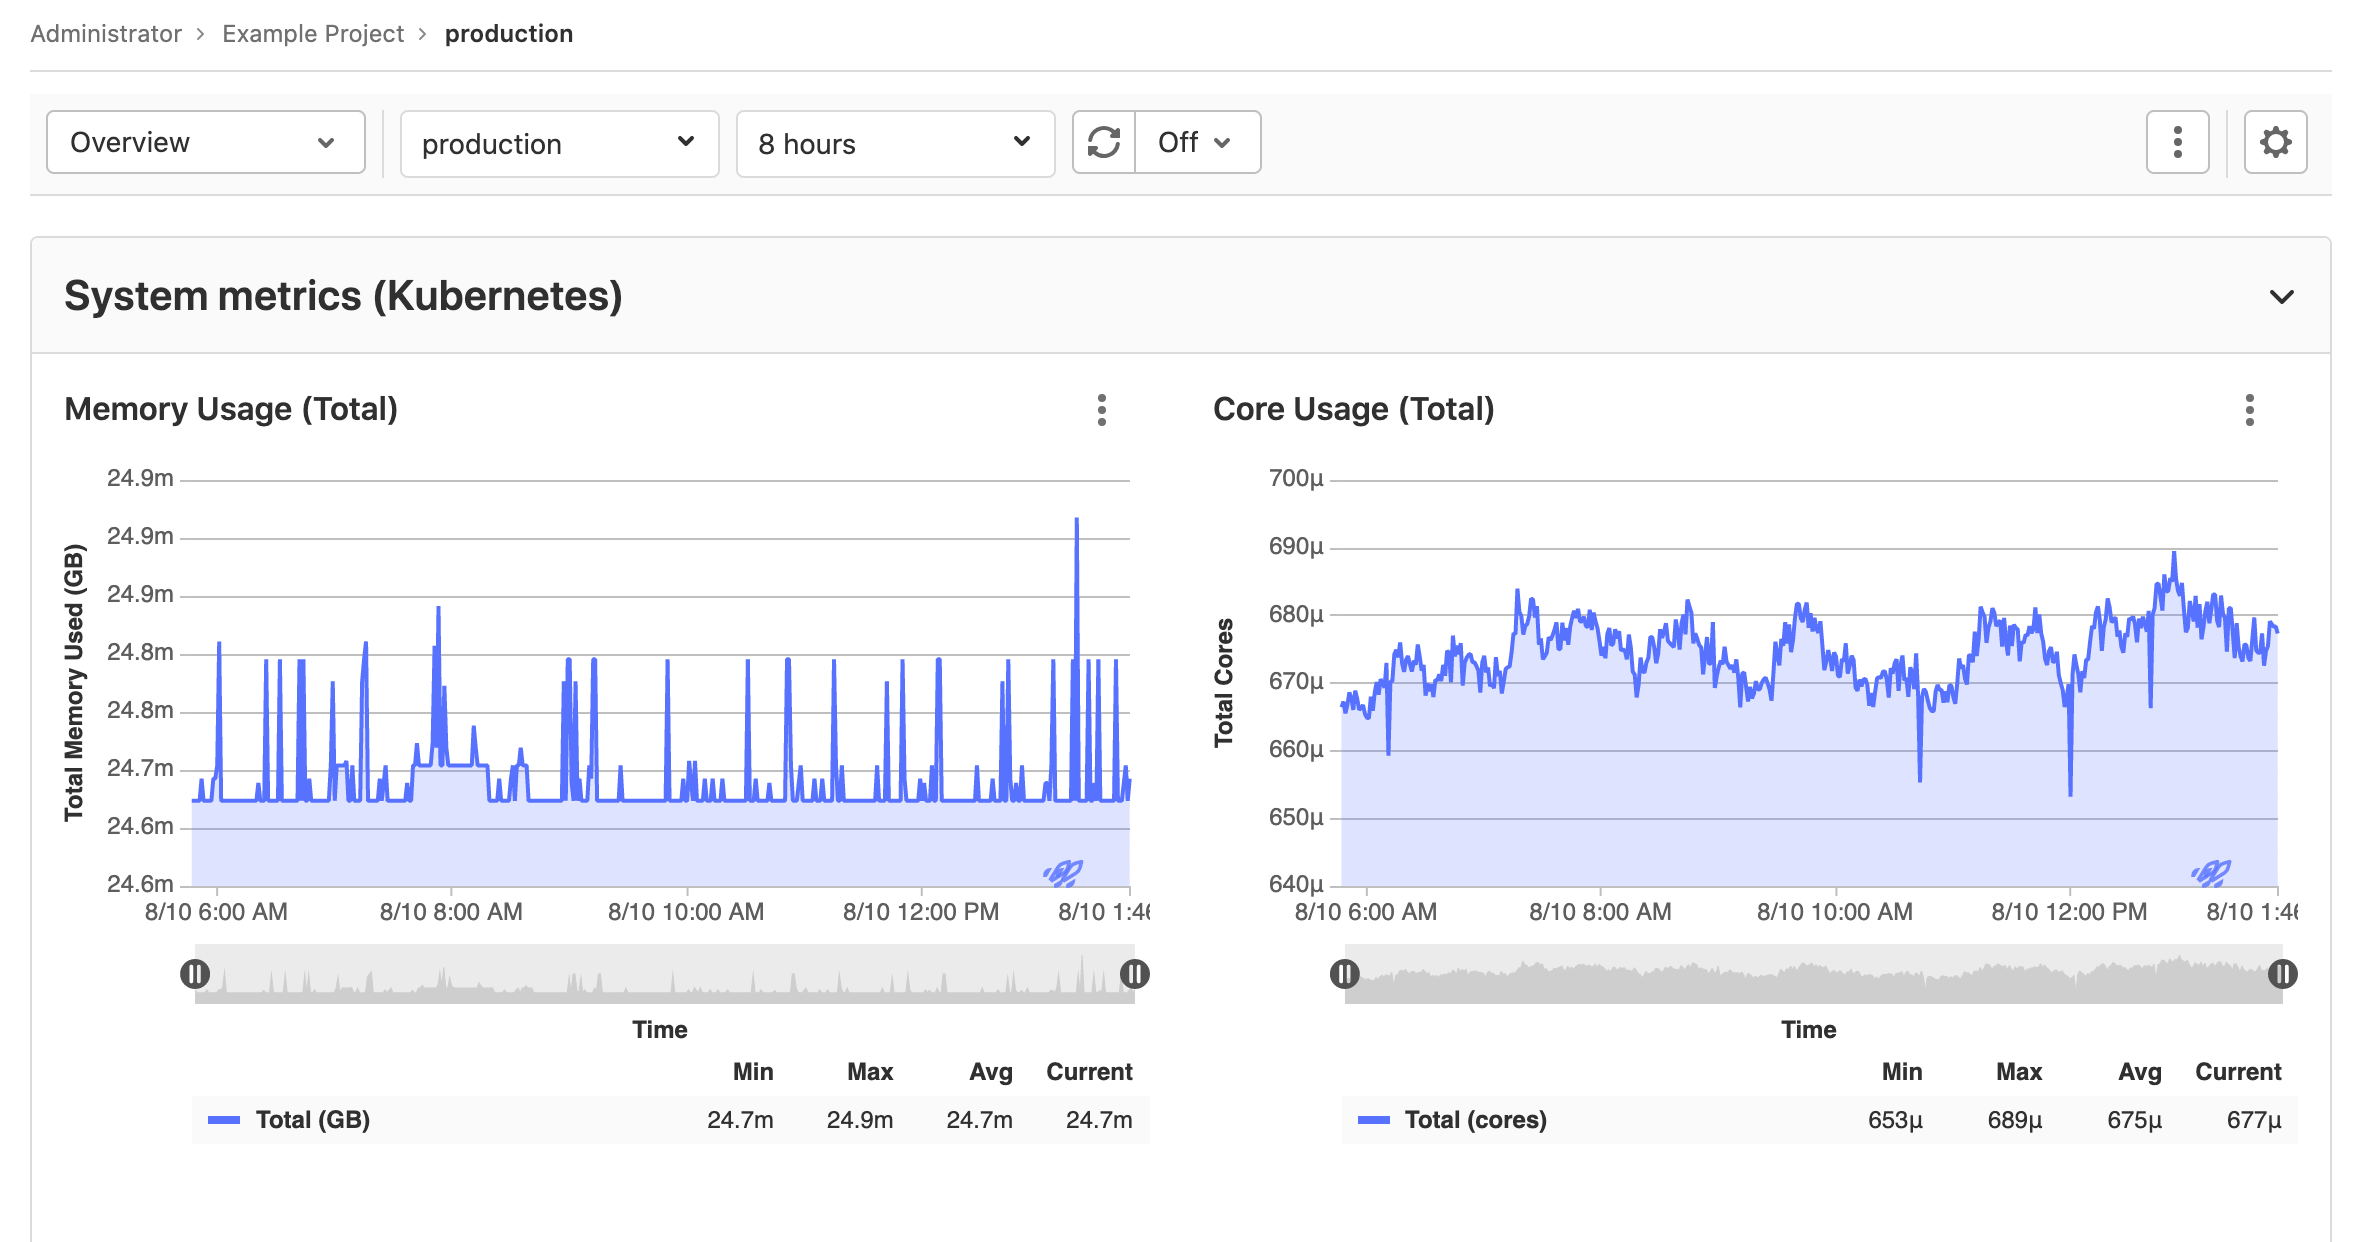 Administrator > Example Project > production
Overview
production
8 hours
Off
System metrics (Kubernetes)
Memory Usage (Total)
Total Memory Used (GB)
24.9m
24.9m
24.9m
24.8m
24.8m
24.7m
24.6m
24.6m
8/10 6:00 AM 8/10 8:00 AM 8/10 10:00 AM 8/10 12:00 PM 8/10 1:46
Time
Min Max Avg Current
Total (GB) 24.7m 24.9m 24.7m 24.7m
Core Usage (Total)
Total Cores
700μ
690μ
680μ
670μ
660μ
650μ
640μ
8/10 6:00 AM 8/10 8:00 AM 8/10 10:00 AM 8/10 12:00 PM 8/10 1:46
Time
Min Max Avg Current
Total (cores) 653μ 689μ 675μ 677μ